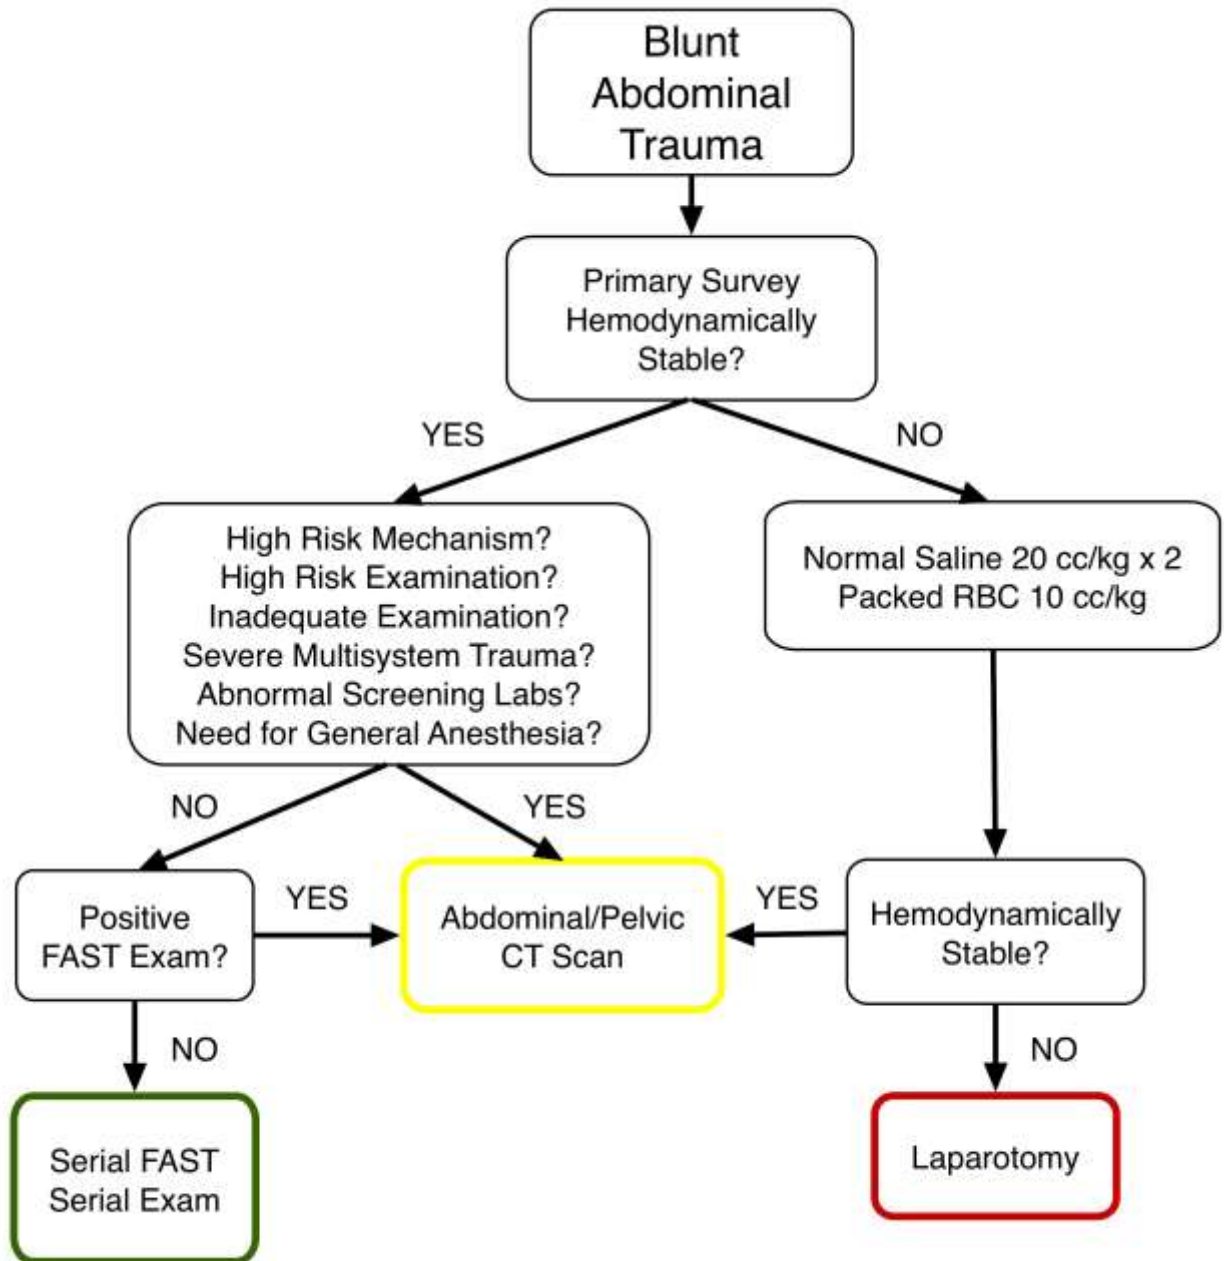 Blunt
Abdominal
Trauma
Primary Survey
Hemodynamically
Stable?
YES
NO
High Risk Mechanism?
High Risk Examination?
Inadequate Examination?
Severe Multisystem Trauma?
Abnormal Screening Labs?
Need for General Anesthesia?
Normal Saline 20 cc/kg x 2
Packed RBC 10 cc/kg
NO
YES
Positive
FAST Exam?
YES
Abdominal/Pelvic
CT Scan
YES
Hemodynamically
Stable?
NO
NO
Serial FAST
Serial Exam
Laparotomy